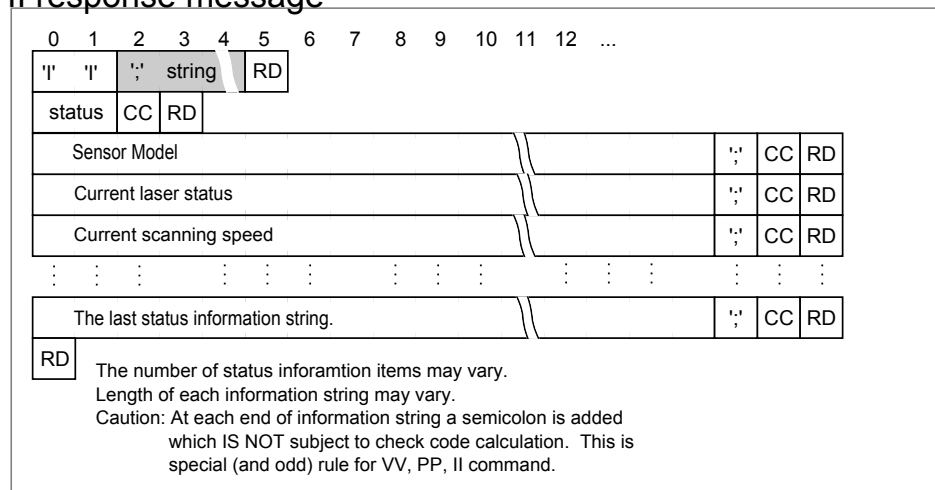 II response message
0 1 2 3 4 5 6 7 8 9 10 11 12 ...
'I' 'I' ';' string RD
status CC RD
Sensor Model ';' CC RD
Current laser status ';' CC RD
Current scanning speed ';' CC RD
The last status information string. ';' CC RD
RD
The number of status inforamtion items may vary.
Length of each information string may vary.
Caution: At each end of information string a semicolon is added
which IS NOT subject to check code calculation. This is
special (and odd) rule for VV, PP, II command.